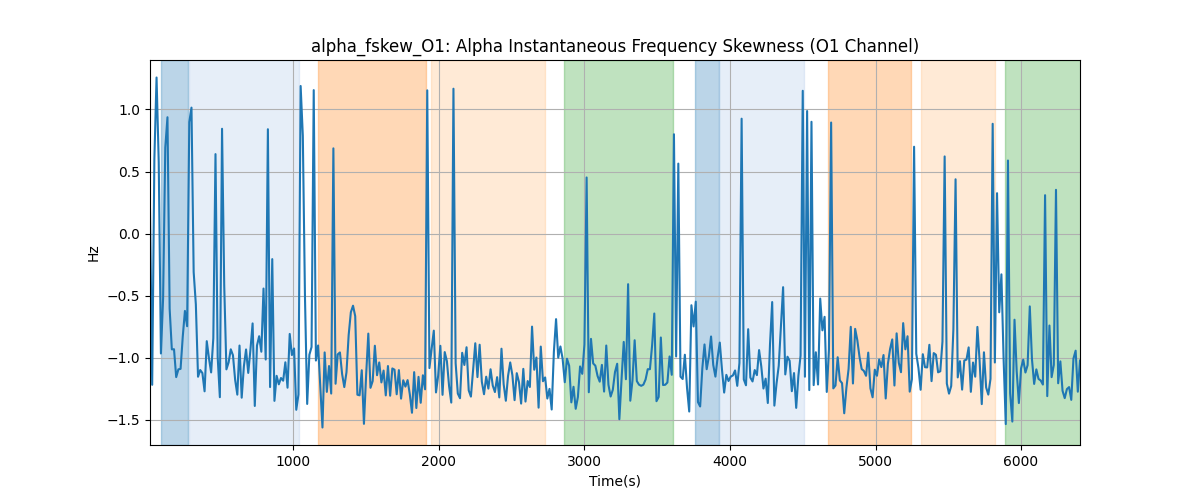 alpha_fskew_O1: Alpha Instantaneous Frequency Skewness (O1 Channel)
1.0
0.5
0.0
−0.5
−1.0
−1.5
Hz
1000 2000 3000 4000 5000 6000
Time(s)